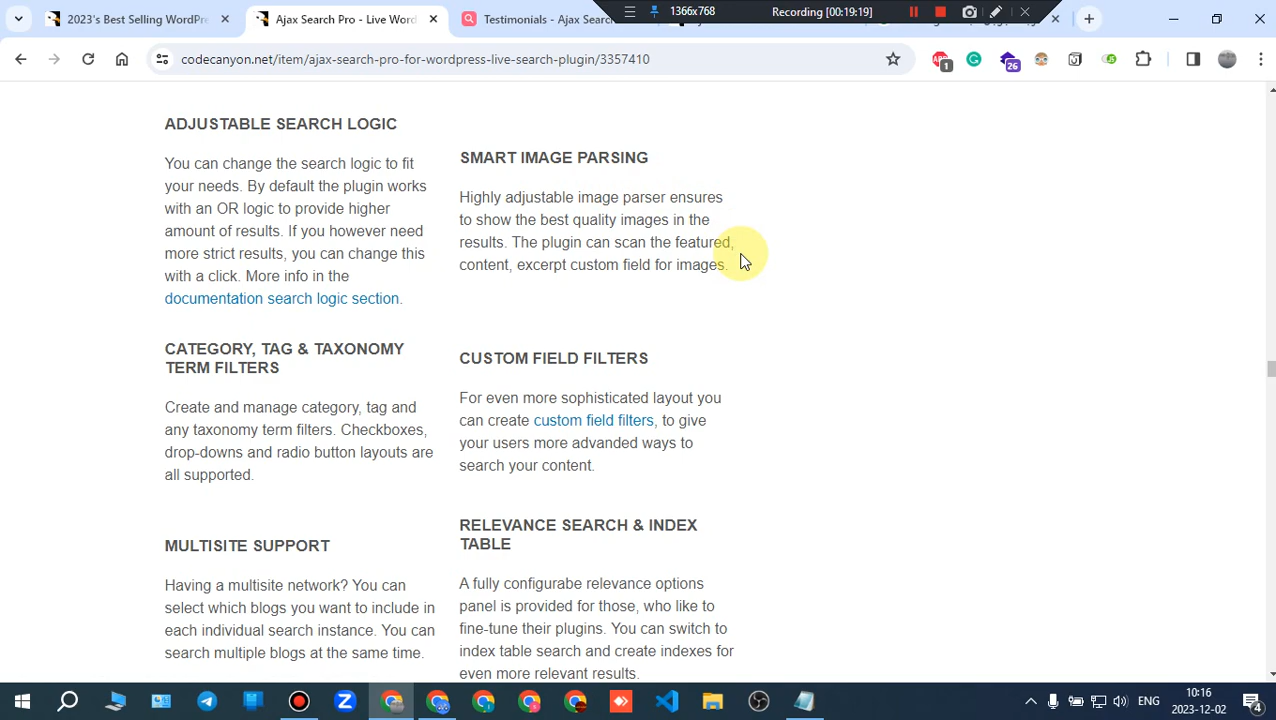 2023's Best Selling WordPre
Ajax Search Pro - Live Word
Testimonials - Ajax Searc
1366x768
Recording [00:19:19]
codecanyon.net/item/ajax-search-pro-for-wordpress-live-search-plugin/3357410
1
26
ADJUSTABLE SEARCH LOGIC
You can change the search logic to fit
your needs. By default the plugin works
with an OR logic to provide higher
amount of results. If you however need
more strict results, you can change this
with a click. More info in the
documentation search logic section.
SMART IMAGE PARSING
Highly adjustable image parser ensures
to show the best quality images in the
results. The plugin can scan the featured,
content, excerpt custom field for images.
CATEGORY, TAG & TAXONOMY
TERM FILTERS
Create and manage category, tag and
any taxonomy term filters. Checkboxes,
drop-downs and radio button layouts are
all supported.
CUSTOM FIELD FILTERS
For even more sophisticated layout you
can create custom field filters, to give
your users more advanded ways to
search your content.
MULTISITE SUPPORT
Having a multisite network? You can
select which blogs you want to include in
each individual search instance. You can
search multiple blogs at the same time.
RELEVANCE SEARCH & INDEX
TABLE
A fully configurabe relevance options
panel is provided for those, who like to
fine-tune their plugins. You can switch to
index table search and create indexes for
even more relevant results.
ENG
10:16
2023-12-02
4